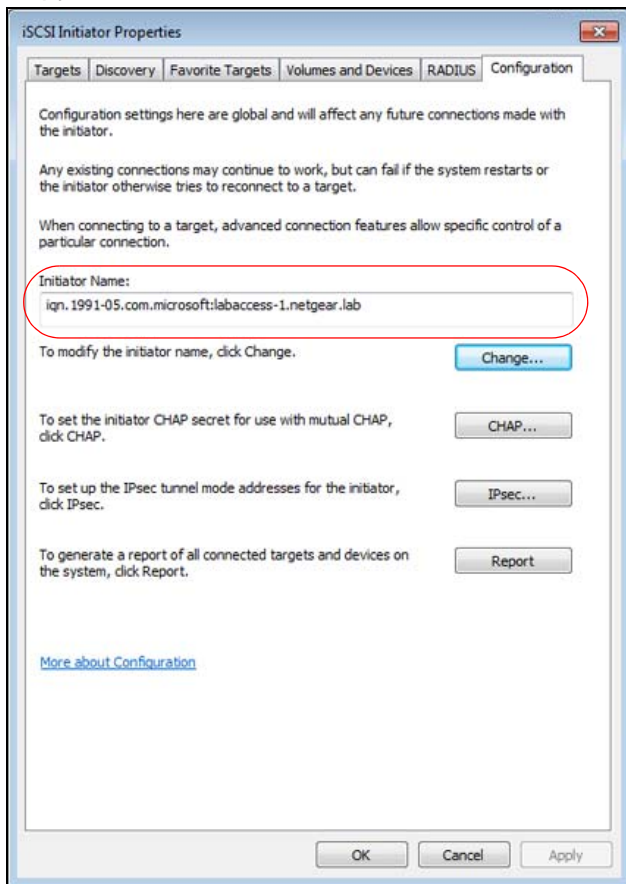 iSCSI Initiator Properties
Targets Discovery Favorite Targets Volumes and Devices RADIUS Configuration
Configuration settings here are global and will affect any future connections made with
the initiator.
Any existing connections may continue to work, but can fail if the system restarts or
the initiator otherwise tries to reconnect to a target.
When connecting to a target, advanced connection features allow specific control of a
particular connection.
Initiator Name:
iqn.1991-05.com.microsoft:labaccess-1.netgear.lab
To modify the initiator name, click Change.
Change...
To set the initiator CHAP secret for use with mutual CHAP,
click CHAP.
CHAP...
To set up the IPsec tunnel mode addresses for the initiator,
click IPsec.
IPsec...
To generate a report of all connected targets and devices on
the system, click Report.
Report
More about Configuration
OK Cancel Apply